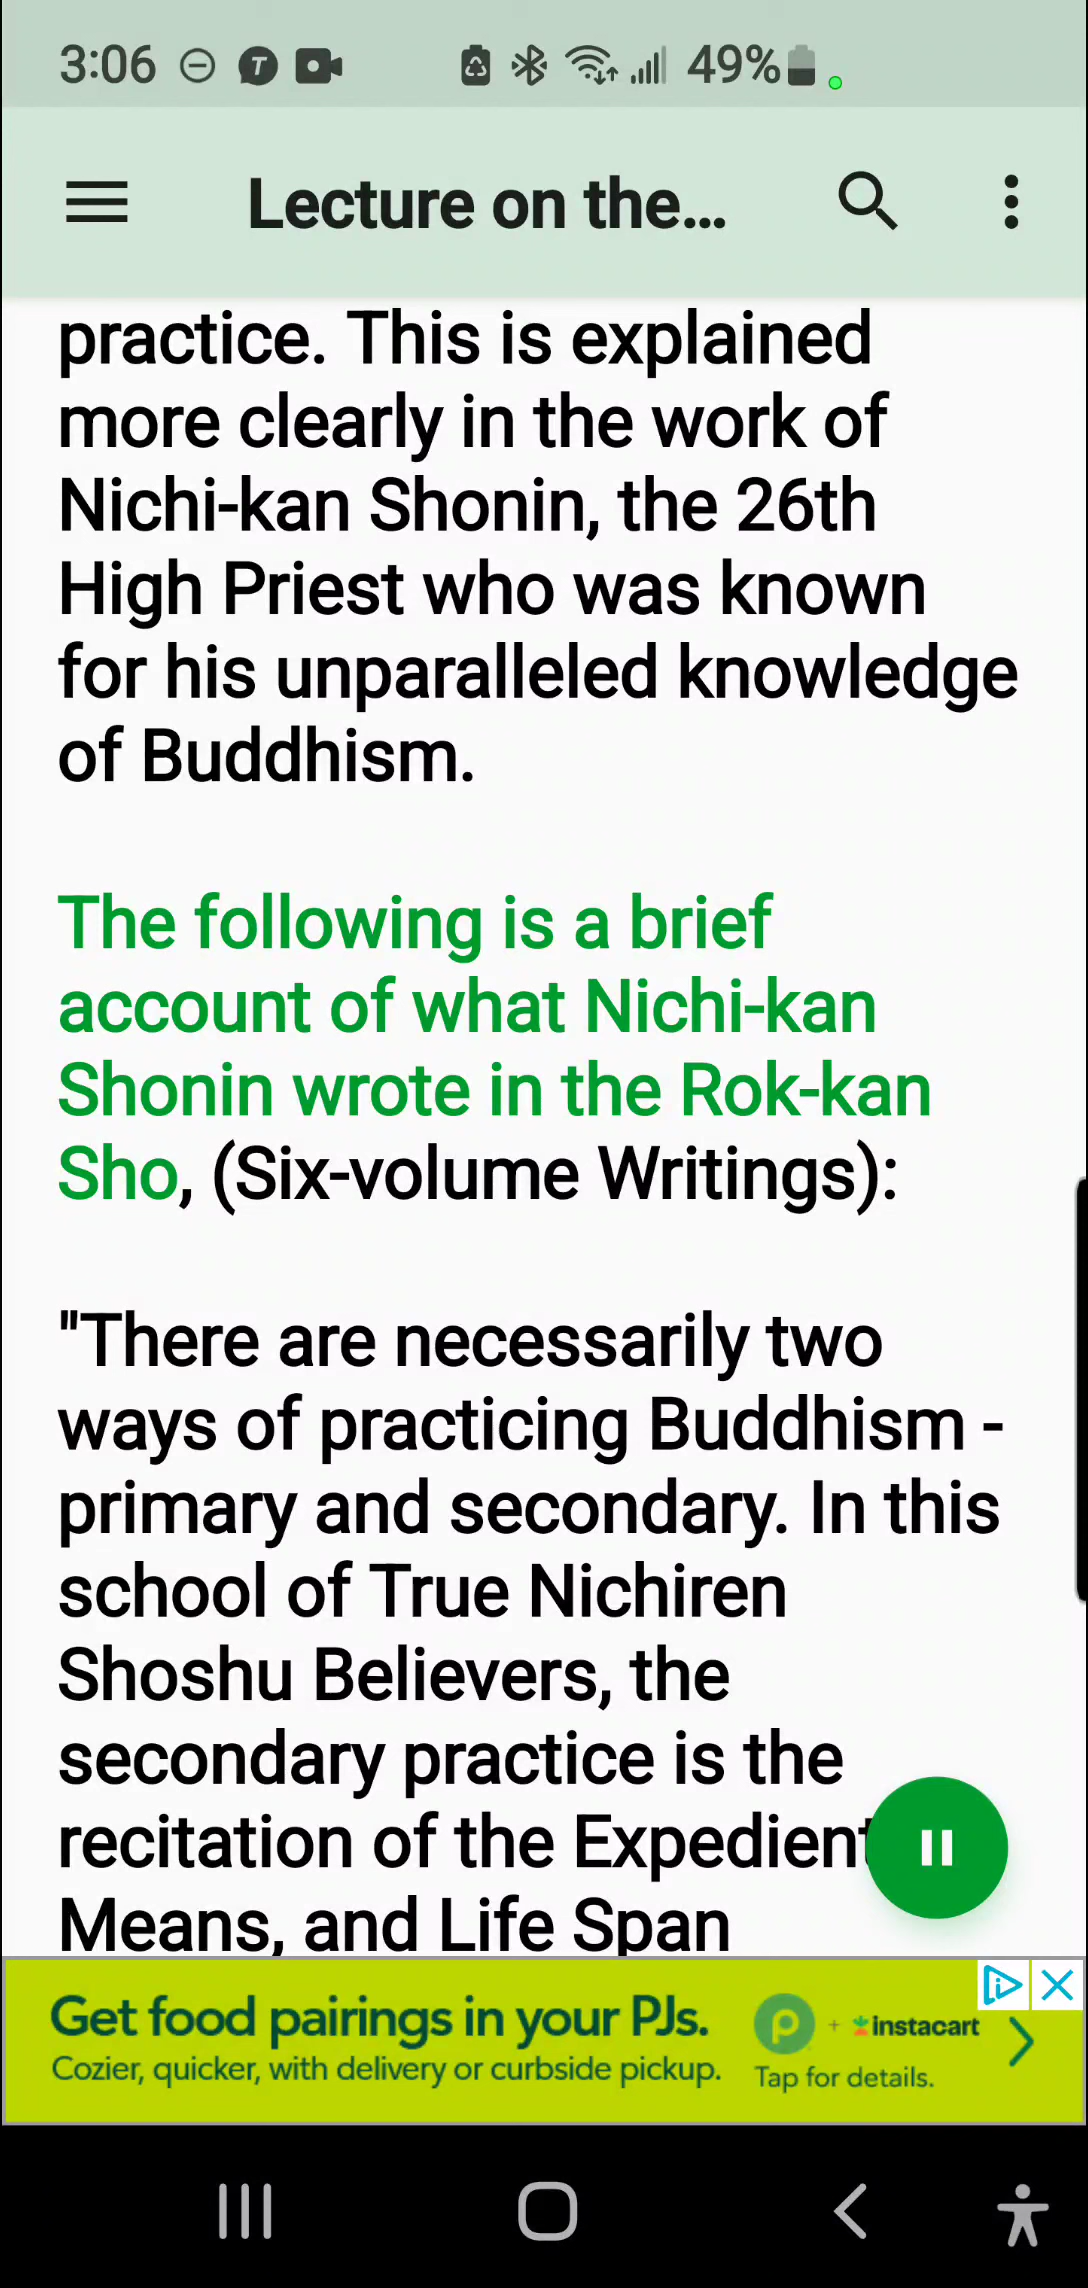 3:06 T 49%
Lecture on the...
practice. This is explained
more clearly in the work of
Nichi-kan Shonin, the 26th
High Priest who was known
for his unparalleled knowledge
of Buddhism.
The following is a brief
account of what Nichi-kan
Shonin wrote in the Rok-kan
Sho, (Six-volume Writings):
"There are necessarily two
ways of practicing Buddhism -
primary and secondary. In this
school of True Nichiren
Shoshu Believers, the
secondary practice is the
recitation of the Expedient
Means, and Life Span
Get food pairings in your PJs.
Cozier, quicker, with delivery or curbside pickup.
p + instacart
Tap for details.